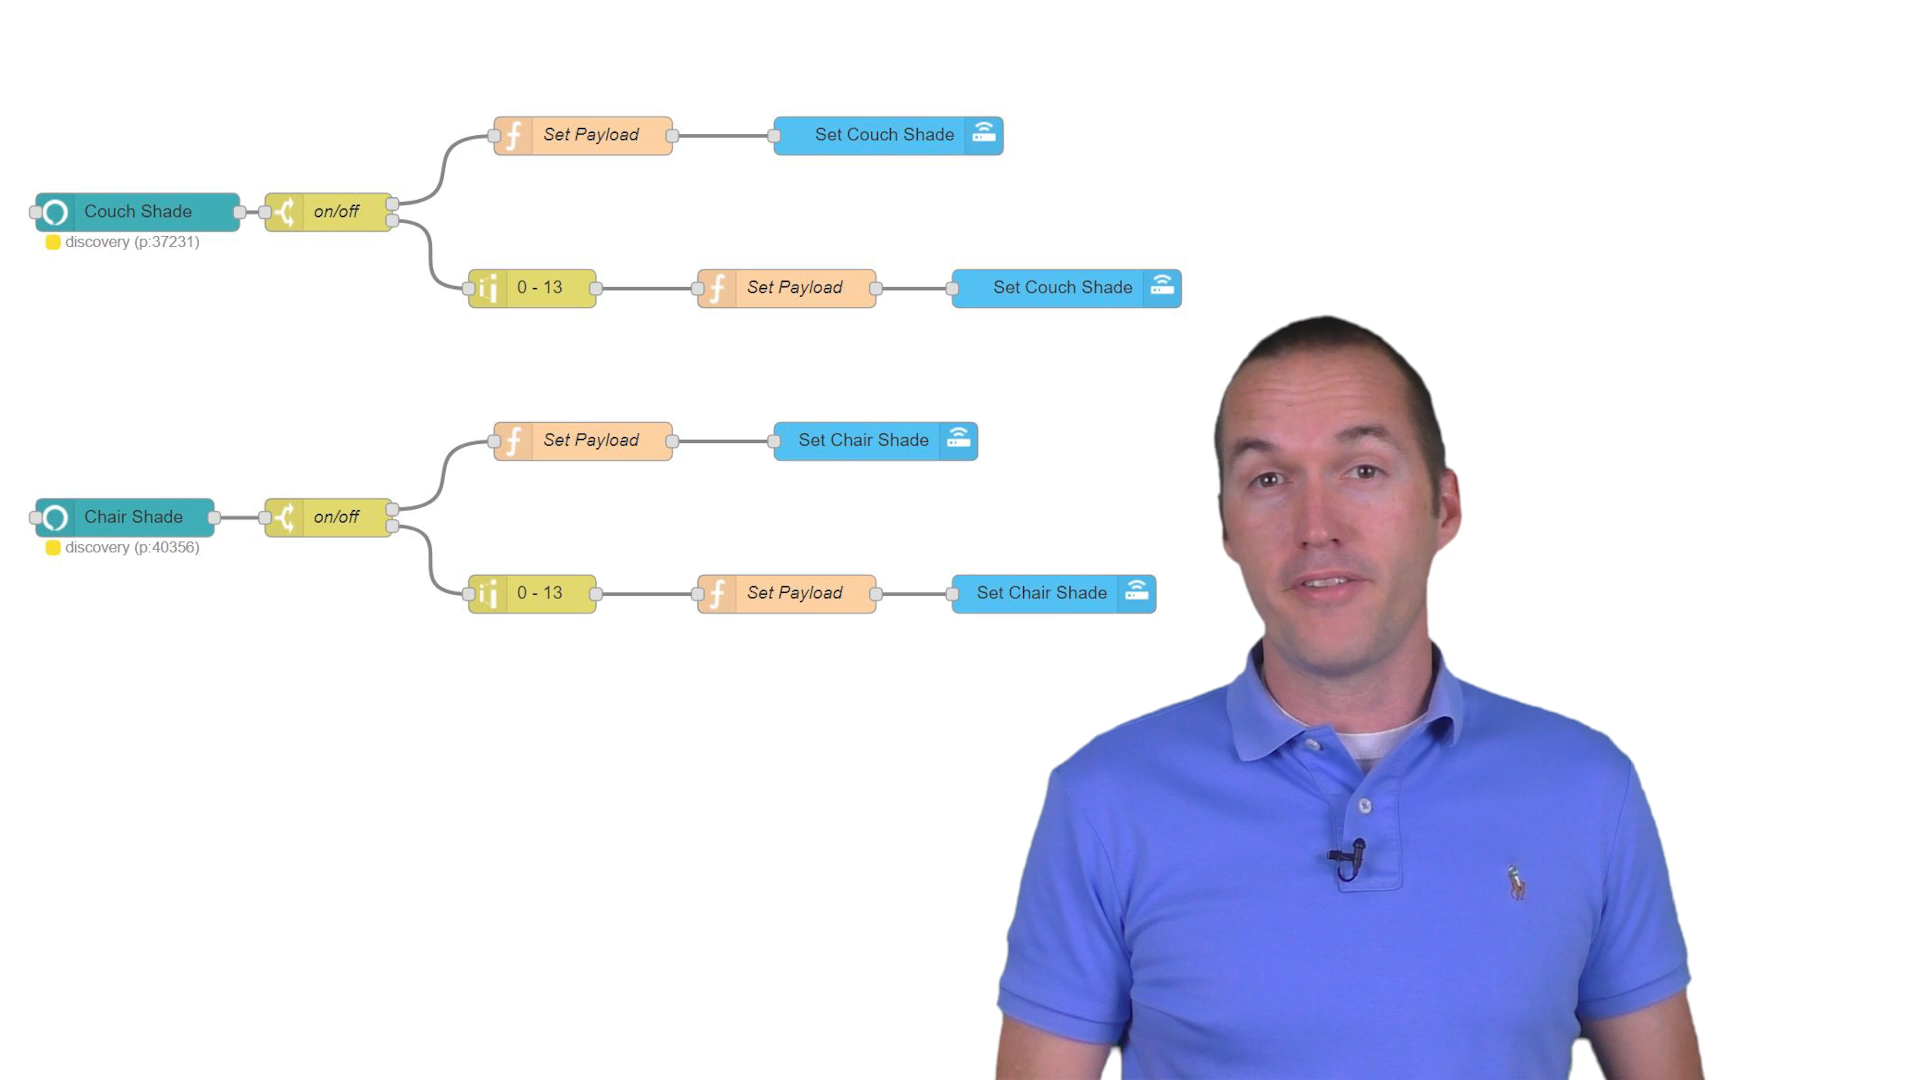 Set Payload
Set Couch Shade
Couch Shade
on/off
discovery (p:37231)
0 - 13
Set Payload
Set Couch Shade
Set Payload
Set Chair Shade
Chair Shade
on/off
discovery (p:40356)
0 - 13
Set Payload
Set Chair Shade